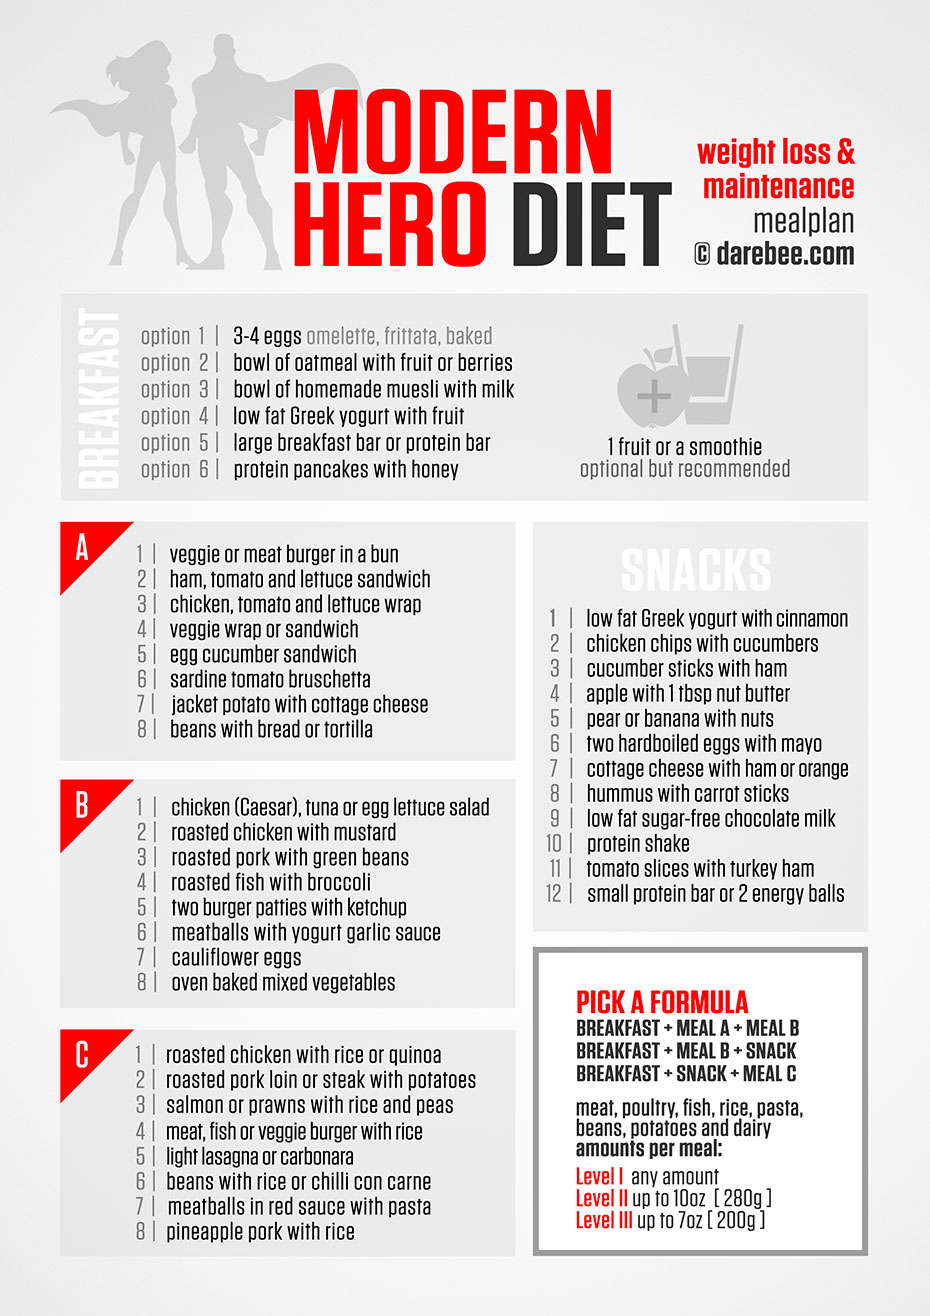 MODERN
HERO DIET
weight loss &
maintenance
mealplan
© darebee.com
BREAKFAST
option 1 | 3-4 eggs omelette, frittata, baked
option 2 | bowl of oatmeal with fruit or berries
option 3 | bowl of homemade muesli with milk
option 4 | low fat Greek yogurt with fruit
option 5 | large breakfast bar or protein bar
option 6 | protein pancakes with honey
1 fruit or a smoothie
optional but recommended
A
1 | veggie or meat burger in a bun
2 | ham, tomato and lettuce sandwich
3 | chicken, tomato and lettuce wrap
4 | veggie wrap or sandwich
5 | egg cucumber sandwich
6 | sardine tomato bruschetta
7 | jacket potato with cottage cheese
8 | beans with bread or tortilla
B
1 | chicken (Caesar), tuna or egg lettuce salad
2 | roasted chicken with mustard
3 | roasted pork with green beans
4 | roasted fish with broccoli
5 | two burger patties with ketchup
6 | meatballs with yogurt garlic sauce
7 | cauliflower eggs
8 | oven baked mixed vegetables
C
1 | roasted chicken with rice or quinoa
2 | roasted pork loin or steak with potatoes
3 | salmon or prawns with rice and peas
4 | meat, fish or veggie burger with rice
5 | light lasagna or carbonara
6 | beans with rice or chilli con carne
7 | meatballs in red sauce with pasta
8 | pineapple pork with rice
SNACKS
1 | low fat Greek yogurt with cinnamon
2 | chicken chips with cucumbers
3 | cucumber sticks with ham
4 | apple with 1 tbsp nut butter
5 | pear or banana with nuts
6 | two hardboiled eggs with mayo
7 | cottage cheese with ham or orange
8 | hummus with carrot sticks
9 | low fat sugar-free chocolate milk
10 | protein shake
11 | tomato slices with turkey ham
12 | small protein bar or 2 energy balls
PICK A FORMULA
BREAKFAST + MEAL A + MEAL B
BREAKFAST + MEAL B + SNACK
BREAKFAST + SNACK + MEAL C
meat, poultry, fish, rice, pasta,
beans, potatoes and dairy
amounts per meal:
Level I any amount
Level II up to 10oz [ 280g ]
Level III up to 7oz [ 200g ]